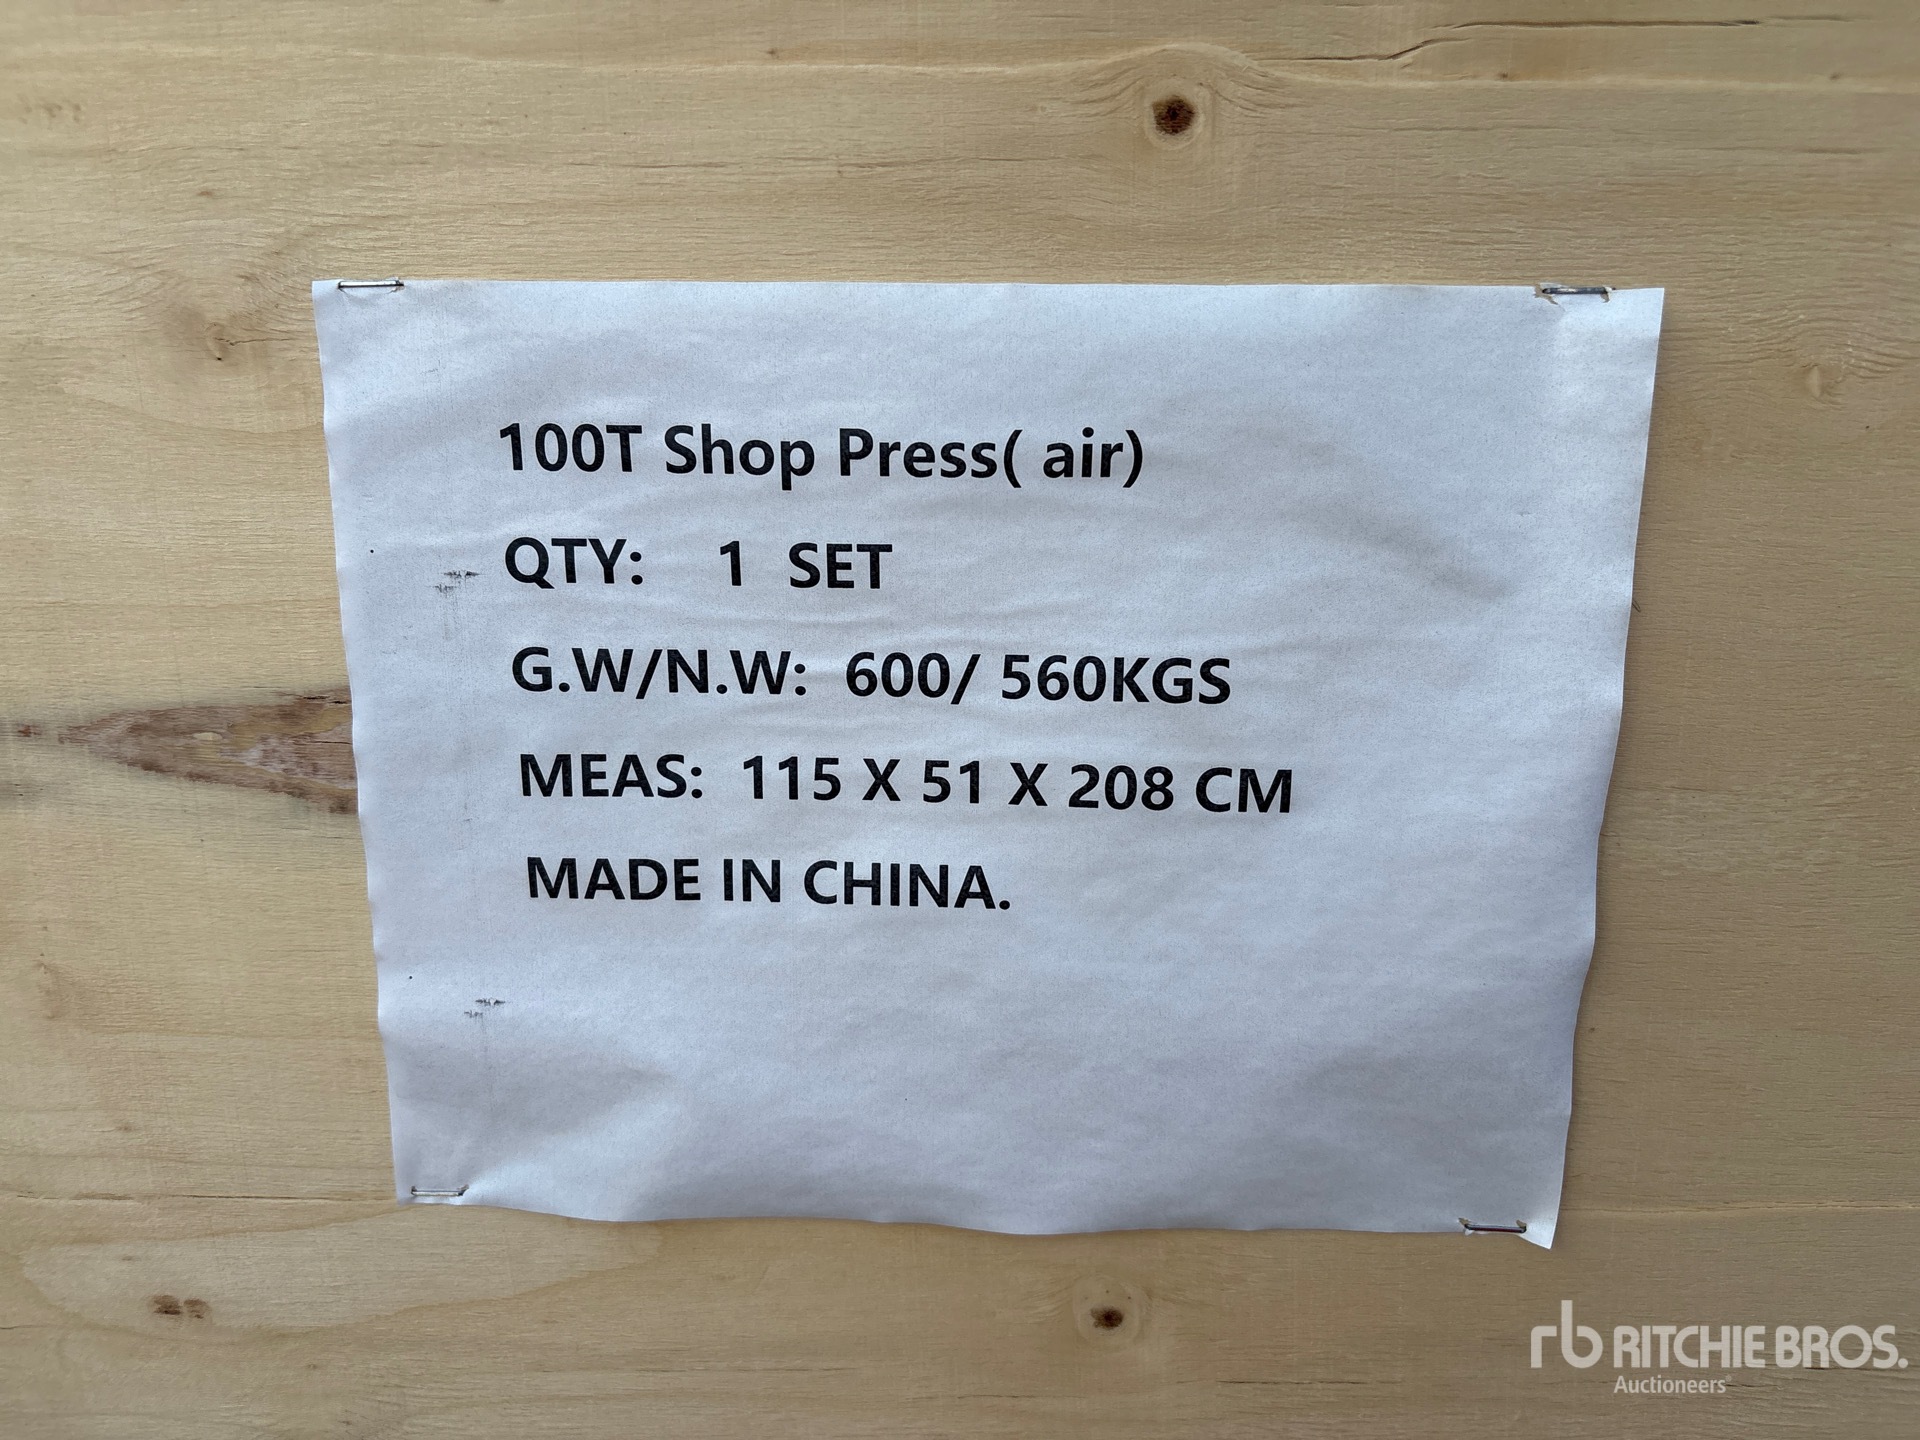 100T Shop Press( air)
QTY: 1 SET
G.W/N.W: 600/ 560KGS
MEAS: 115 X 51 X 208 CM
MADE IN CHINA.
rb RITCHIE BROS.
Auctioneers